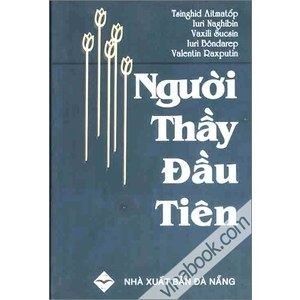 Tsinghid Aitmatốp
Iuri Naghibin
Vaxili Sucsin
Iuri Bônđarep
Valentin Raxputin
Người
Thầy
Đầu
Tiên
NHÀ XUẤT BẢN ĐÀ NẴNG
vinabook.com